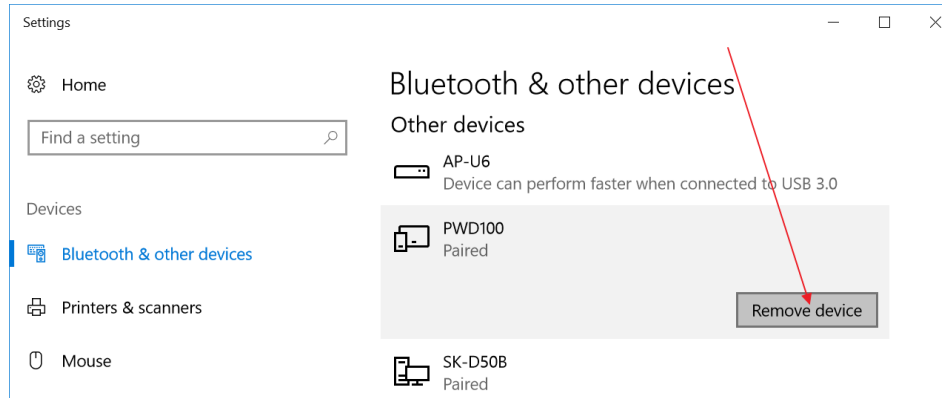 Settings
Home
Find a setting
Devices
Bluetooth & other devices
Printers & scanners
Mouse
Bluetooth & other devices
Other devices
AP-U6
Device can perform faster when connected to USB 3.0
PWD100
Paired
Remove device
SK-D50B
Paired